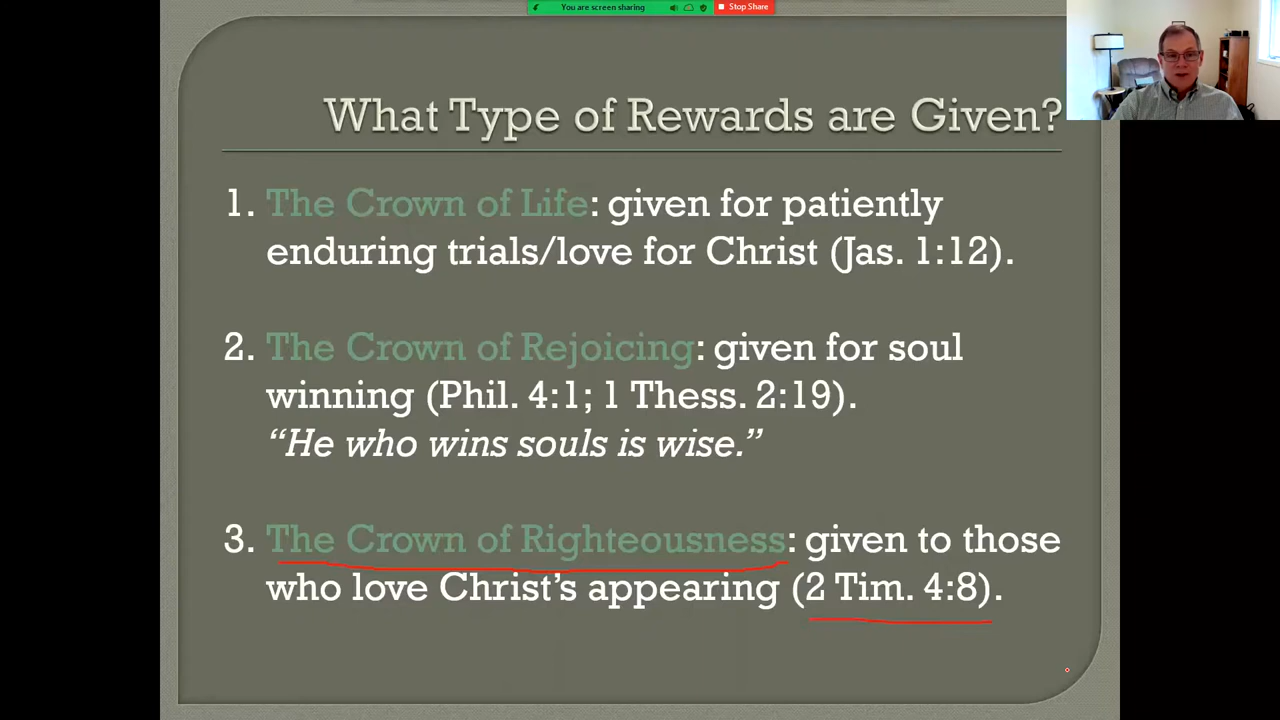 You are screen sharing
Stop Share
What Type of Rewards are Given?
1. The Crown of Life: given for patiently
enduring trials/love for Christ (Jas. 1:12).
2. The Crown of Rejoicing: given for soul
winning (Phil. 4:1; 1 Thess. 2:19).
“He who wins souls is wise.”
3. The Crown of Righteousness: given to those
who love Christ’s appearing (2 Tim. 4:8).